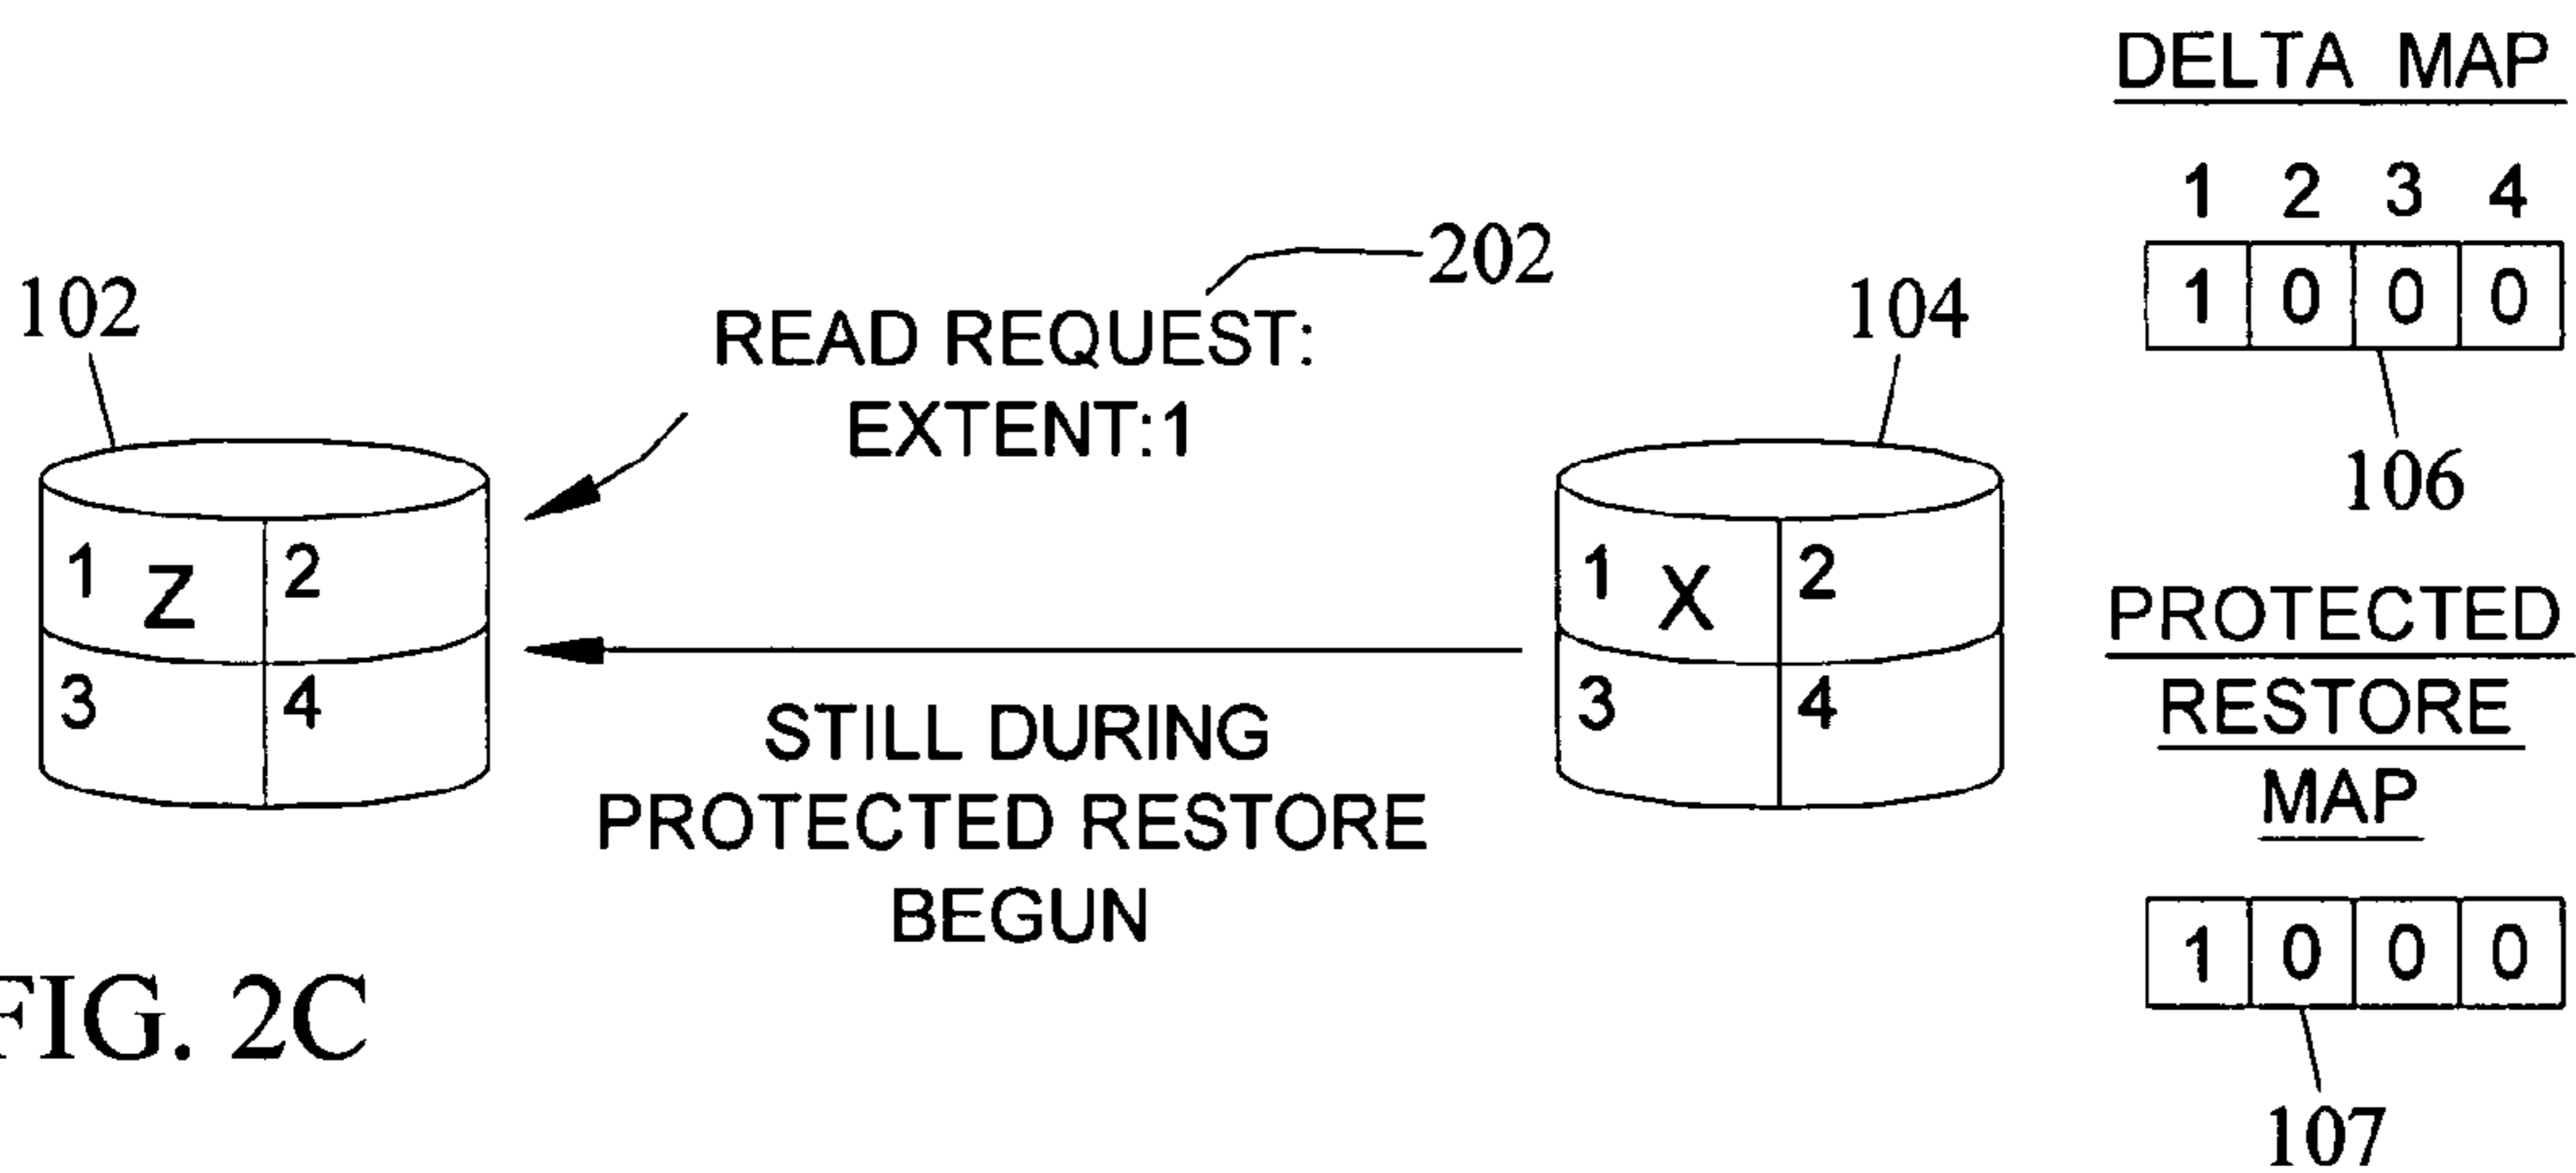 DELTA MAP
1 2 3 4
1 0 0 0
106
202
READ REQUEST:
EXTENT:1
102
1 Z 2
3 4
104
1 X 2
3 4
STILL DURING
PROTECTED RESTORE
BEGUN
PROTECTED
RESTORE
MAP
1 0 0 0
107
FIG. 2C